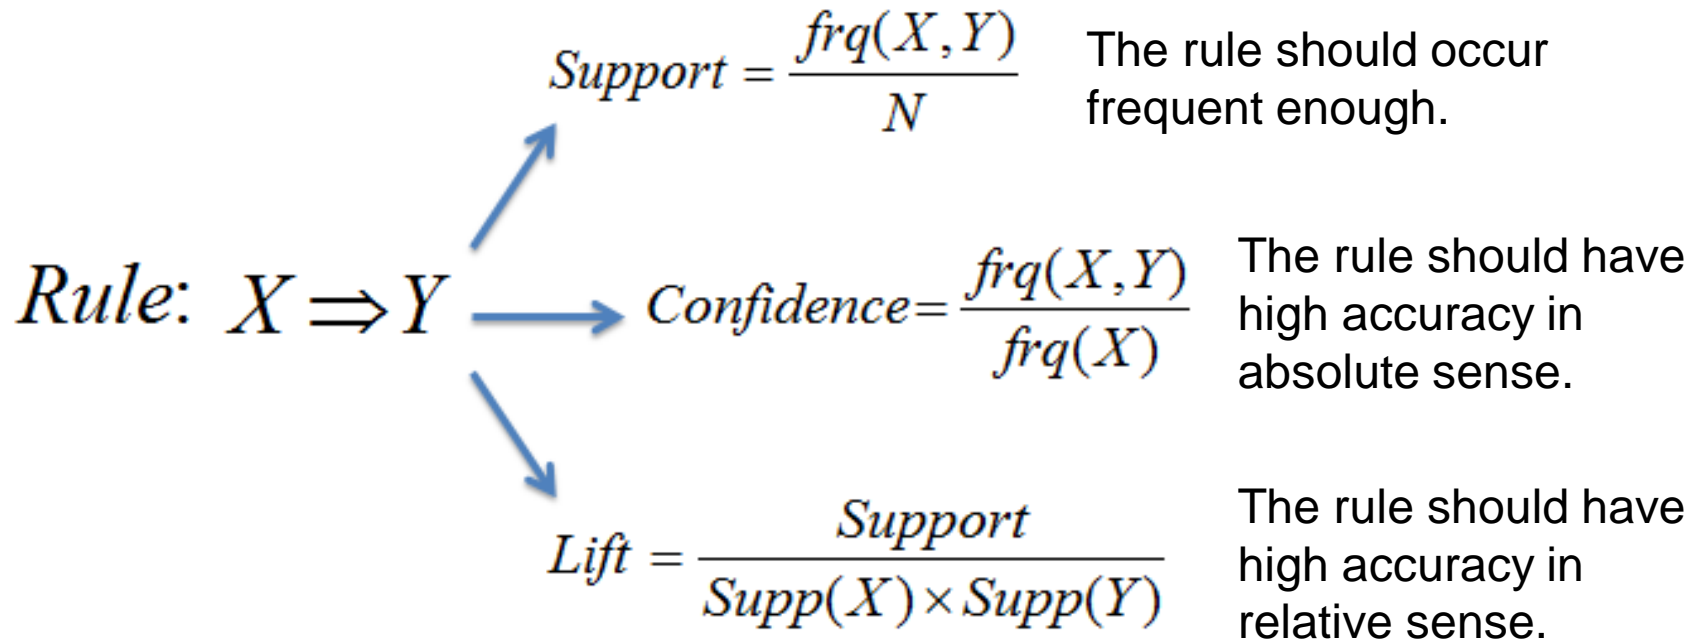 Support = frq(X,Y) / N
The rule should occur
frequent enough.
Rule: X ⇒ Y
Confidence= frq(X,Y) / frq(X)
The rule should have
high accuracy in
absolute sense.
Lift = Support / Supp(X)×Supp(Y)
The rule should have
high accuracy in
relative sense.